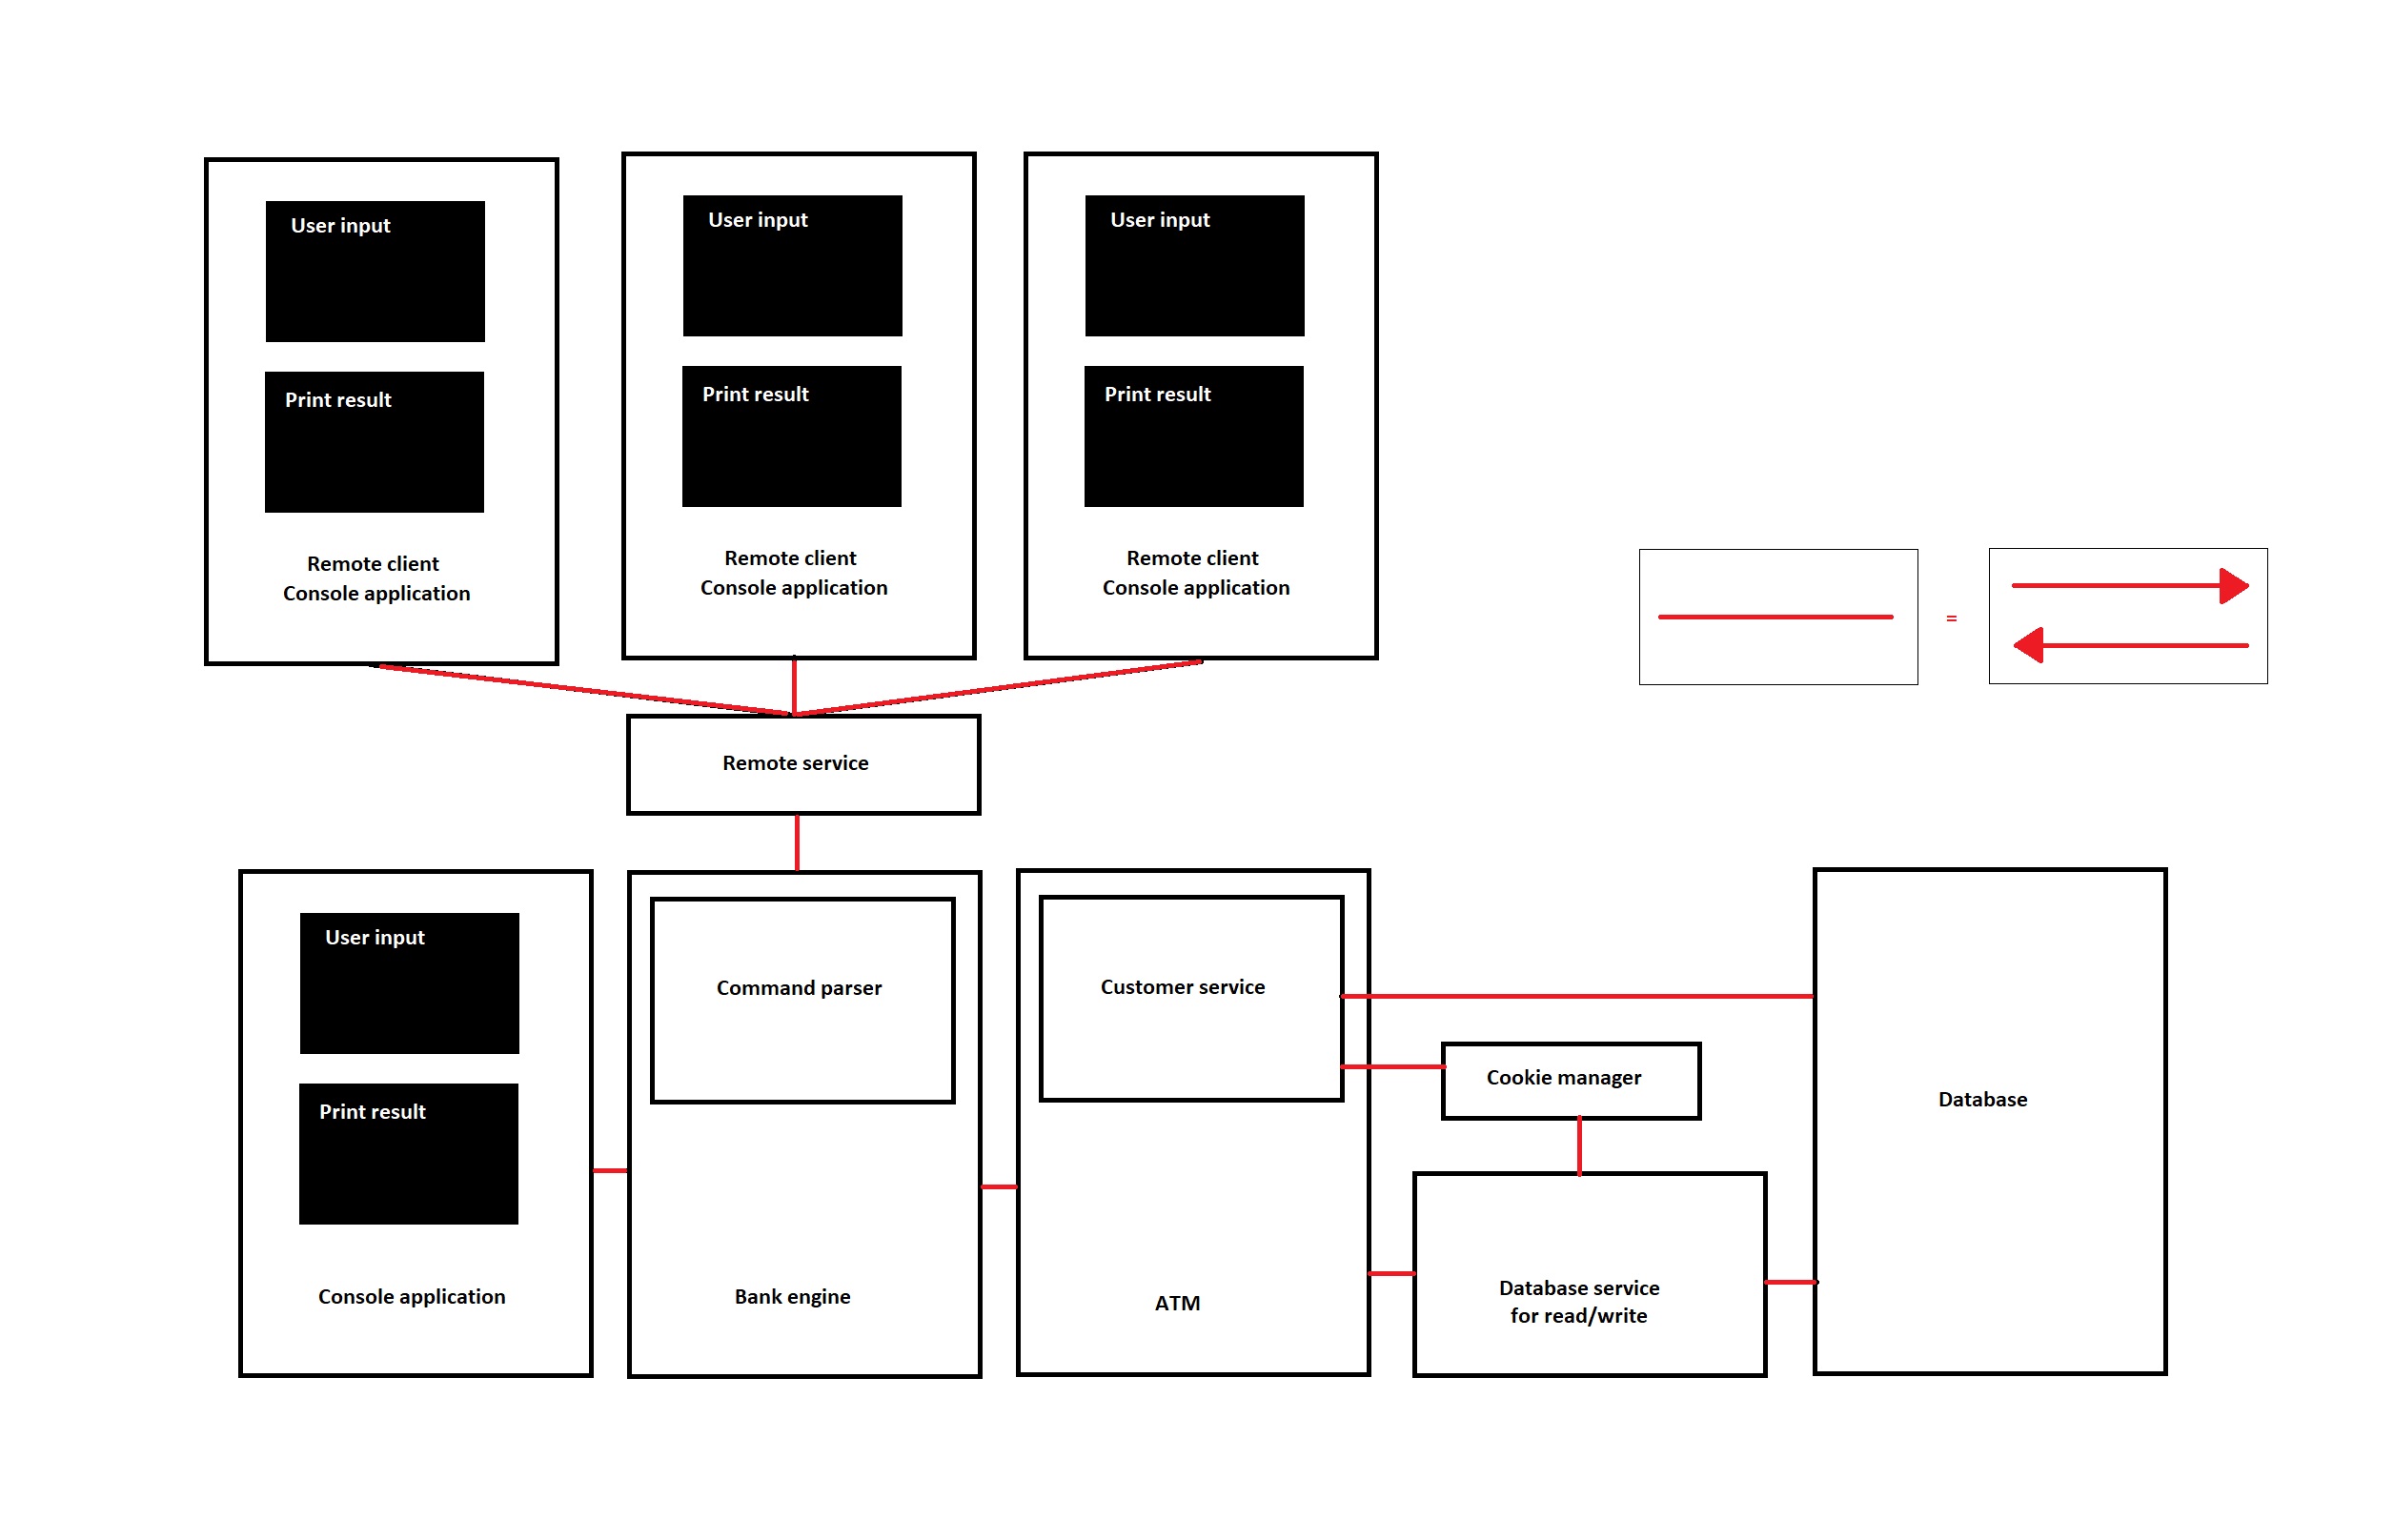 User input
Print result
Remote client
Console application
User input
Print result
Remote client
Console application
User input
Print result
Remote client
Console application
=
Remote service
User input
Print result
Console application
Command parser
Bank engine
Customer service
ATM
Cookie manager
Database service
for read/write
Database